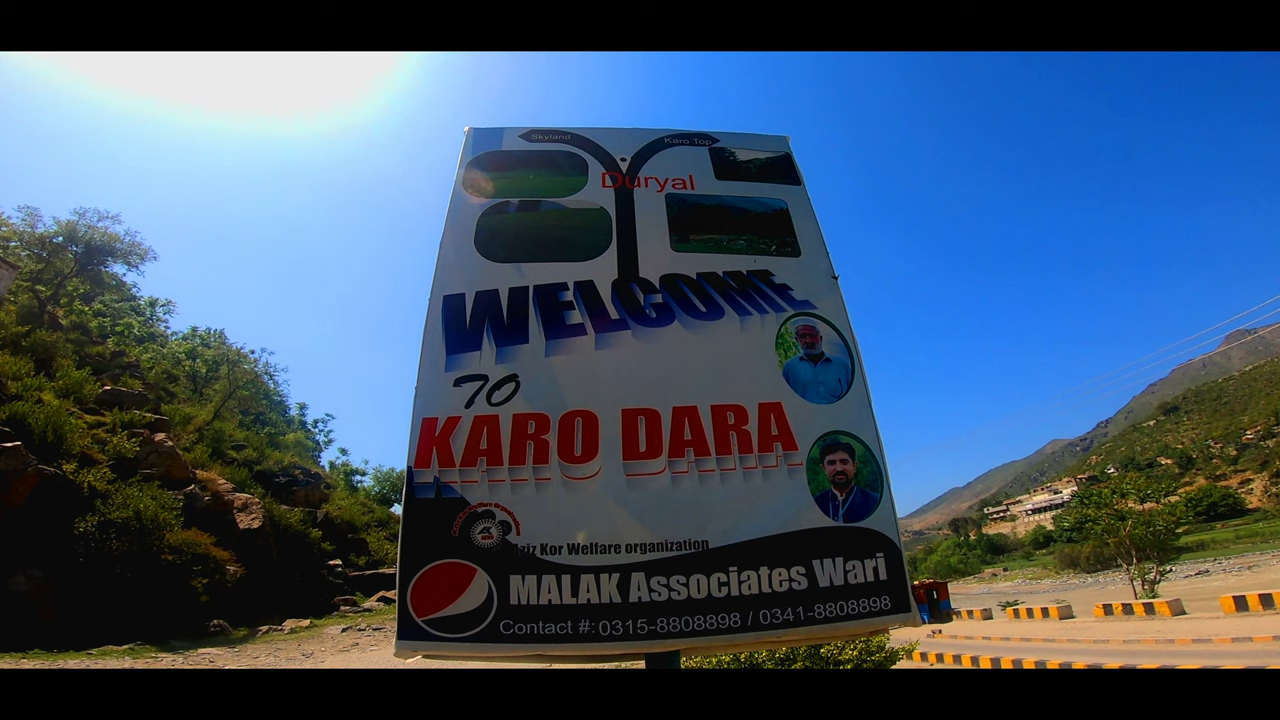 Skyland
Karo Top
Duryal
WELCOME
TO
KARO DARA
Aziz Kor Welfare organization
MALAK Associates Wari
Contact #: 0315-8808898 / 0341-8808898